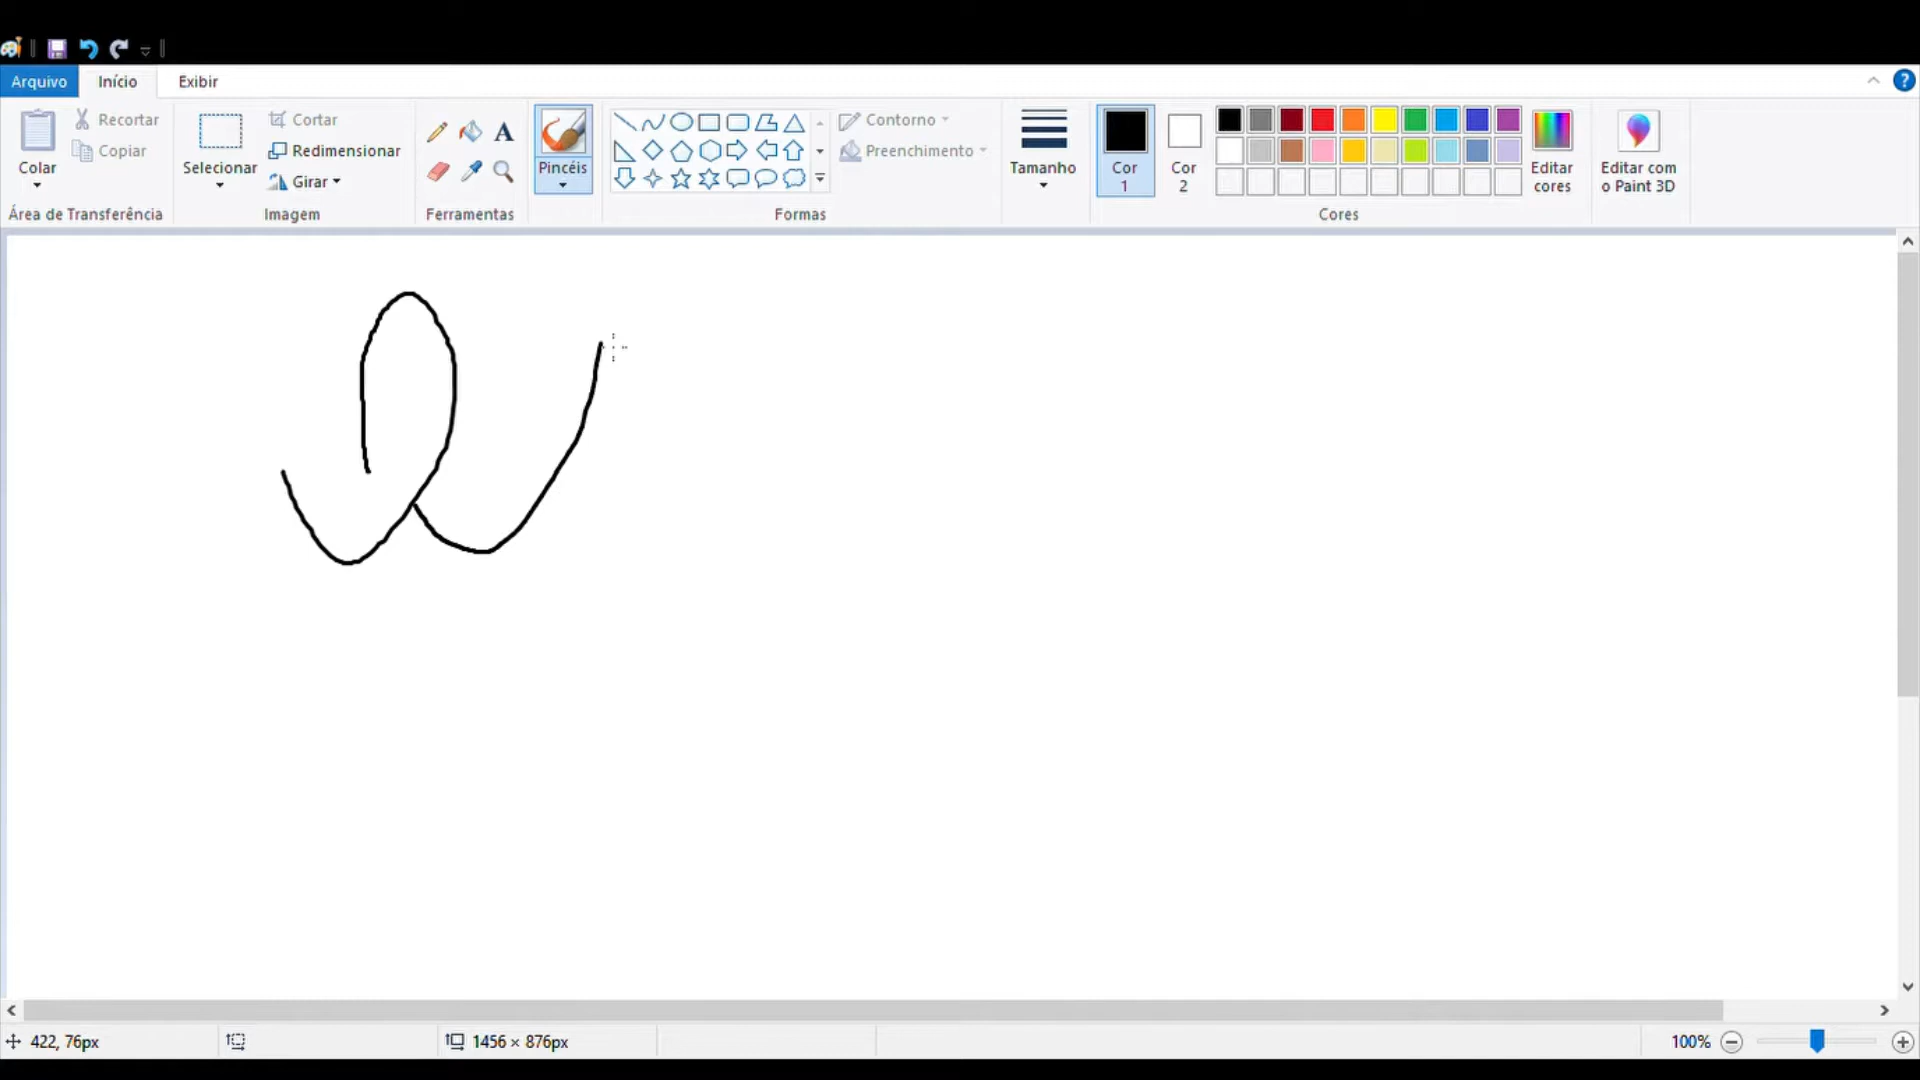 Arquivo Início Exibir
Colar Recortar Copiar
Selecionar Cortar Redimensionar Girar
Pincéis
Contorno Preenchimento
Tamanho
Cor 1
Cor 2
Editar cores
Editar com o Paint 3D
Área de Transferência Imagem Ferramentas Formas Cores
422, 76px 1456 × 876px 100%